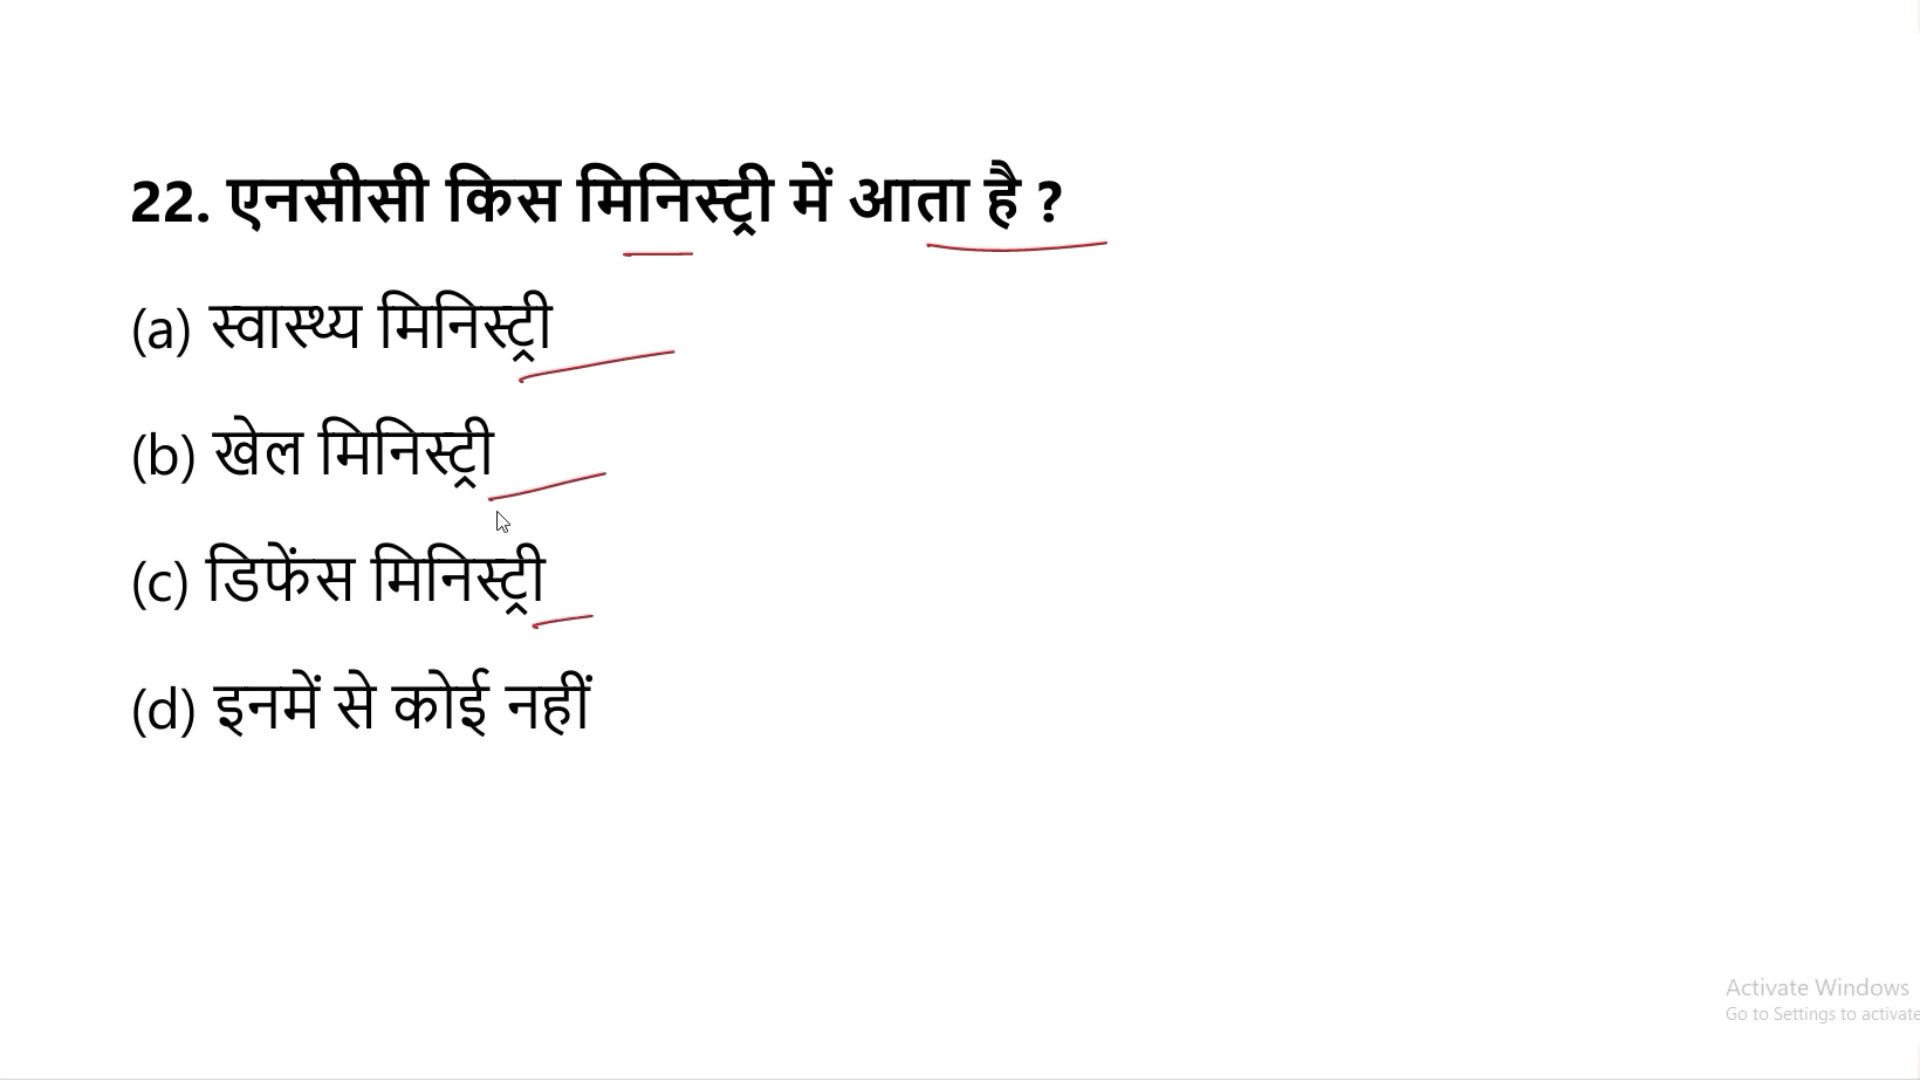 22. एनसीसी किस मिनिस्ट्री में आता है ?
(a) स्वास्थ्य मिनिस्ट्री
(b) खेल मिनिस्ट्री
(c) डिफेंस मिनिस्ट्री
(d) इनमें से कोई नहीं
Activate Windows
Go to Settings to activate